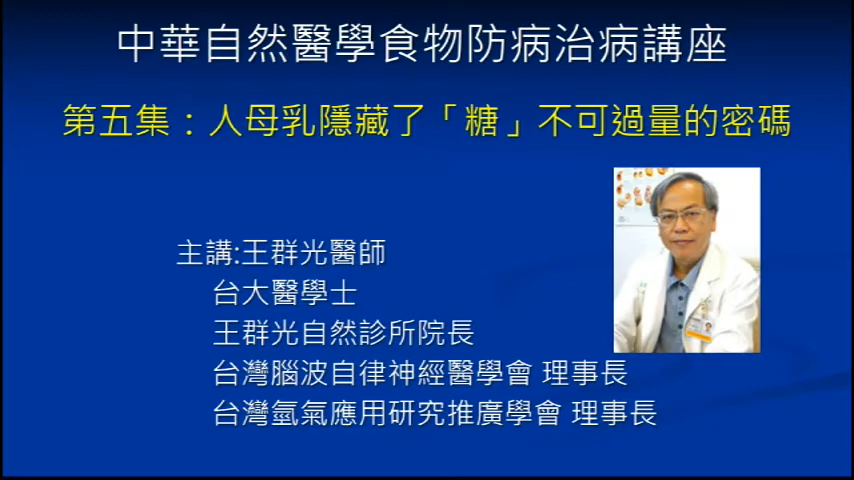 中華自然醫學食物防病治病講座
第五集：人母乳隱藏了「糖」不可過量的密碼
主講:王群光醫師
台大醫學士
王群光自然診所院長
台灣腦波自律神經醫學會 理事長
台灣氫氣應用研究推廣學會 理事長